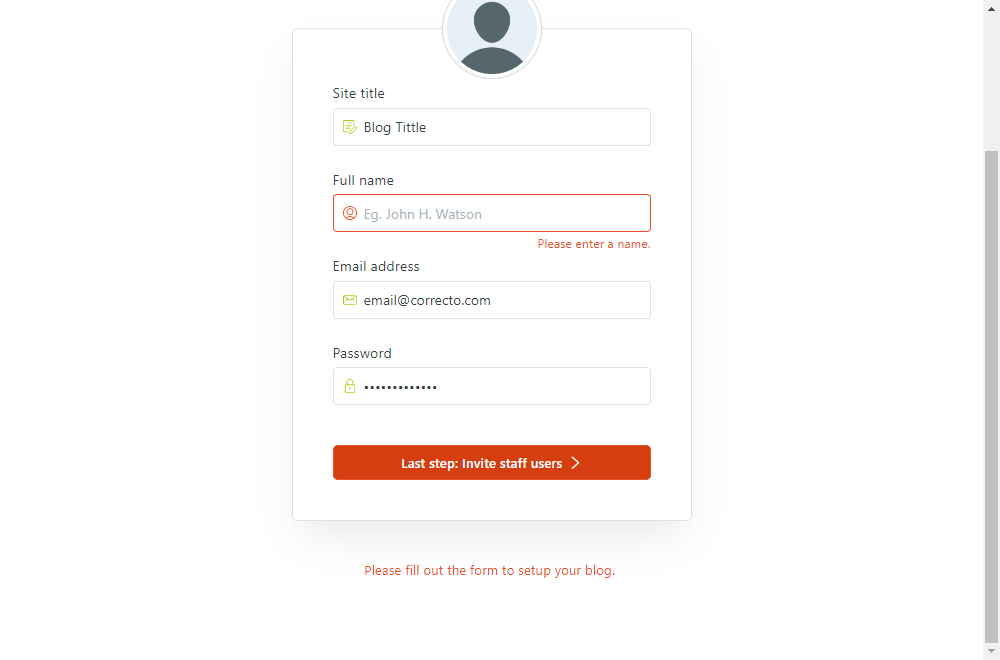 Site title
Blog Tittle
Full name
Eg. John H. Watson
Please enter a name.
Email address
email@correcto.com
Password
•••••••••••••
Last step: Invite staff users
Please fill out the form to setup your blog.